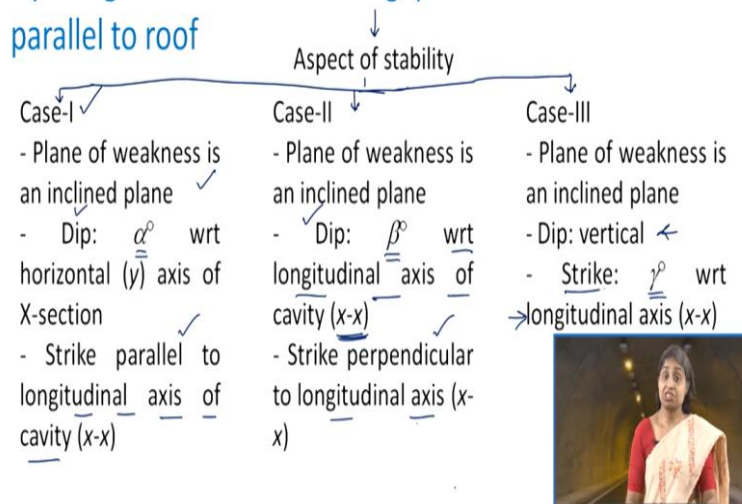 parallel to roof
Aspect of stability
Case-I
- Plane of weakness is
an inclined plane
- Dip: α° wrt
horizontal (y) axis of
X-section
- Strike parallel to
longitudinal axis of
cavity (x-x)
Case-II
- Plane of weakness is
an inclined plane
- Dip: β° wrt
longitudinal axis of
cavity (x-x)
- Strike perpendicular
to longitudinal axis (x-
x)
Case-III
- Plane of weakness is
an inclined plane
- Dip: vertical
- Strike: γ° wrt
longitudinal axis (x-x)